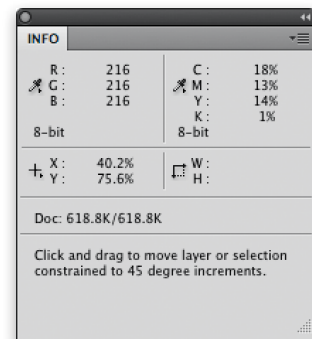 INFO
R: 216 C: 18%
G: 216 M: 13%
B: 216 Y: 14%
K: 1%
8-bit 8-bit
X: 40.2% W:
Y: 75.6% H:
Doc: 618.8K/618.8K
Click and drag to move layer or selection
constrained to 45 degree increments.